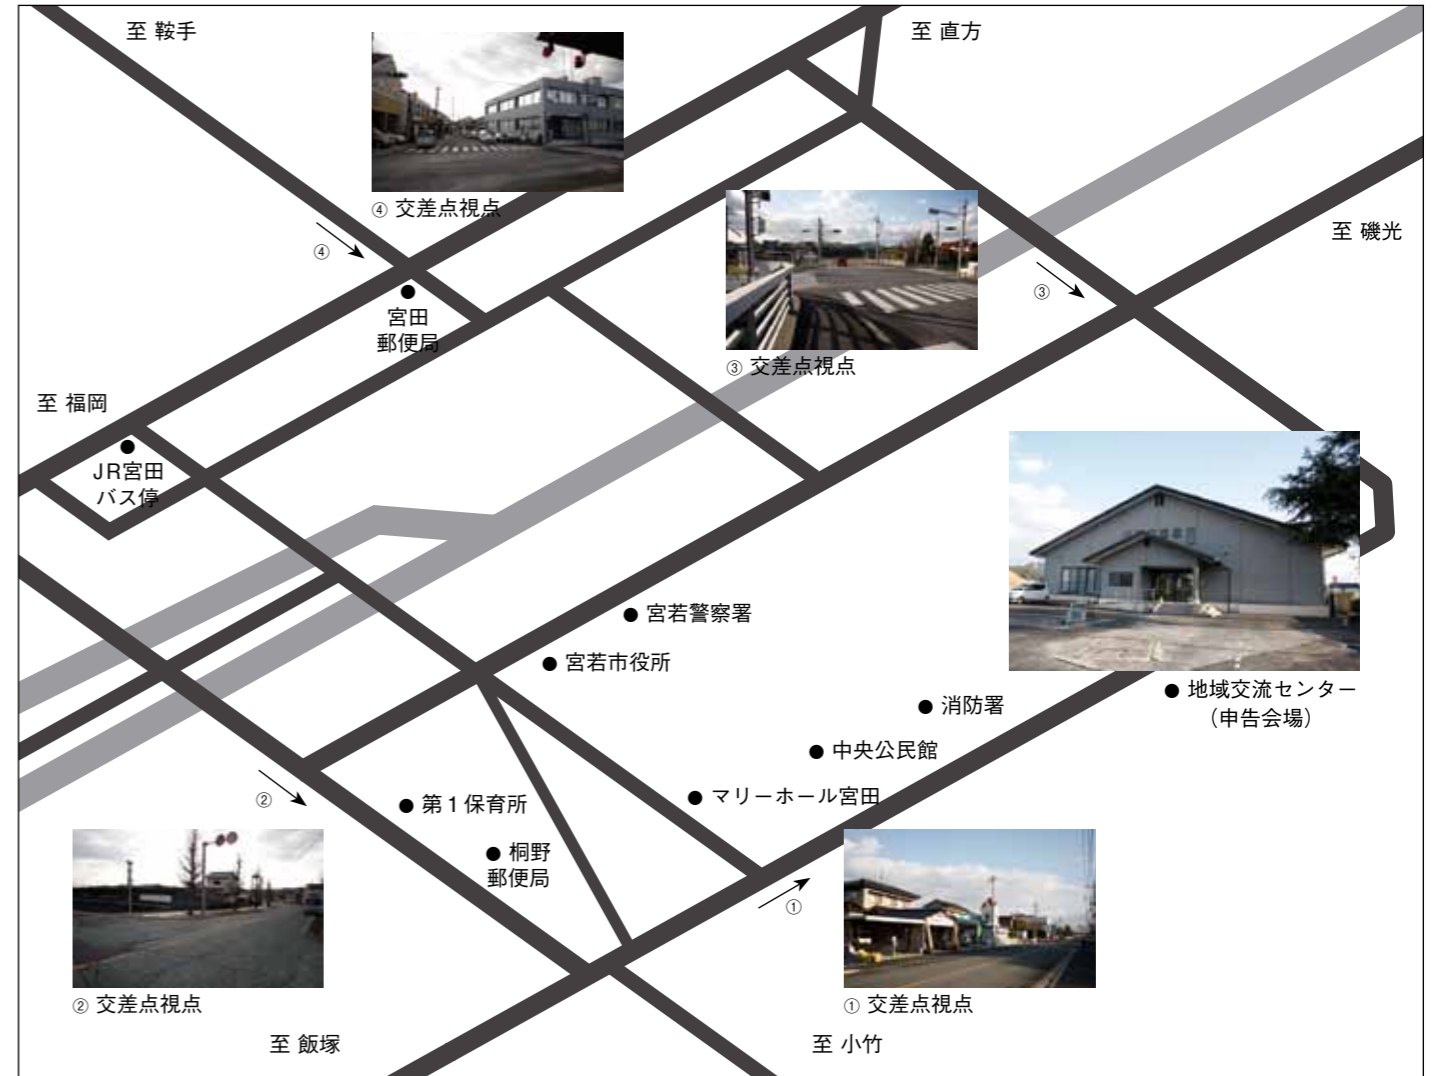 至 鞍手
至 直方
④ 交差点視点
④
至 磯光
③
宮田
郵便局
③ 交差点視点
至 福岡
JR宮田
バス停
宮若警察署
宮若市役所
地域交流センター
（申告会場）
消防署
中央公民館
マリーホール宮田
②
第１保育所
桐野
郵便局
①
② 交差点視点
① 交差点視点
至 飯塚
至 小竹